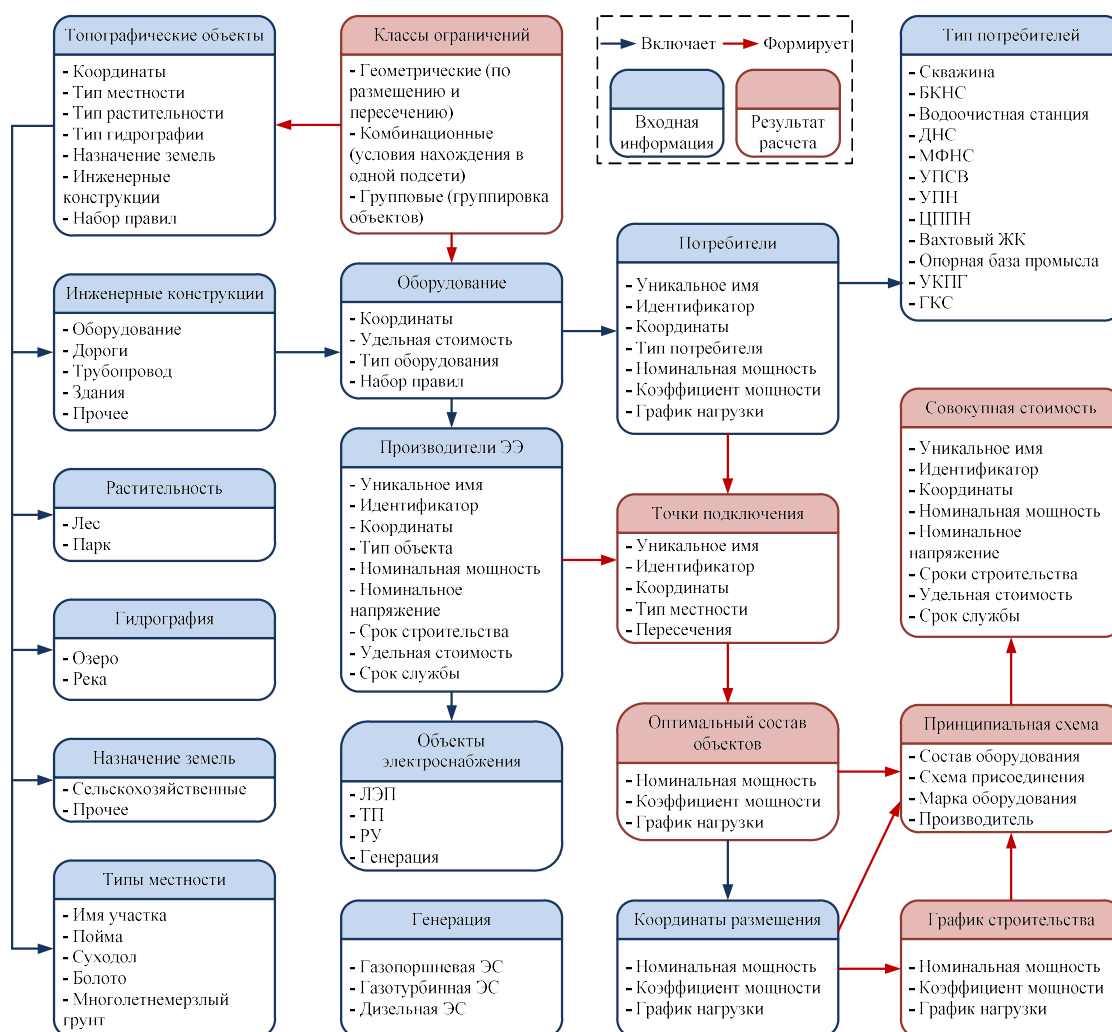 Топографические объекты
- Координаты
- Тип местности
- Тип растительности
- Тип гидрографии
- Назначение земель
- Инженерные
конструкции
- Набор правил
Классы ограничений
- Геометрические (по
размещению и
пересечению)
- Комбинационные
(условия нахождения в
одной подсети)
- Групповые (группировка
объектов)
Включает
Формирует
Входная
информация
Результат
расчета
Тип потребителей
- Скважина
- БКНС
- Водоочистная станция
- ДНС
- МФНС
- УПСВ
- УПН
- ЦППН
- Вахтовый ЖК
- Опорная база промысла
- УКПГ
- ГКС
Инженерные конструкции
- Оборудование
- Дороги
- Трубопровод
- Здания
- Прочее
Оборудование
- Координаты
- Удельная стоимость
- Тип оборудования
- Набор правил
Потребители
- Уникальное имя
- Идентификатор
- Координаты
- Тип потребителя
- Номинальная мощность
- Коэффициент мощности
- График нагрузки
Производители ЭЭ
- Уникальное имя
- Идентификатор
- Координаты
- Тип объекта
- Номинальная мощность
- Номинальное
напряжение
- Срок строительства
- Удельная стоимость
- Срок службы
Совокупная стоимость
- Уникальное имя
- Идентификатор
- Координаты
- Номинальная мощность
- Номинальное
напряжение
- Сроки строительства
- Удельная стоимость
- Срок службы
Растительность
- Лес
- Парк
Точки подключения
- Уникальное имя
- Идентификатор
- Координаты
- Тип местности
- Пересечения
Гидрография
- Озеро
- Река
Назначение земель
- Сельскохозяйственные
- Прочее
Объекты
электроснабжения
- ЛЭП
- ТП
- РУ
- Генерация
Оптимальный состав
объектов
- Номинальная мощность
- Коэффициент мощности
- График нагрузки
Принципиальная схема
- Состав оборудования
- Схема присоединения
- Марка оборудования
- Производитель
Типы местности
- Имя участка
- Пойма
- Суходол
- Болото
- Многолетнемерзлый
грунт
Генерация
- Газопоршневая ЭС
- Газотурбинная ЭС
- Дизельная ЭС
Координаты размещения
- Номинальная мощность
- Коэффициент мощности
- График нагрузки
График строительства
- Номинальная мощность
- Коэффициент мощности
- График нагрузки